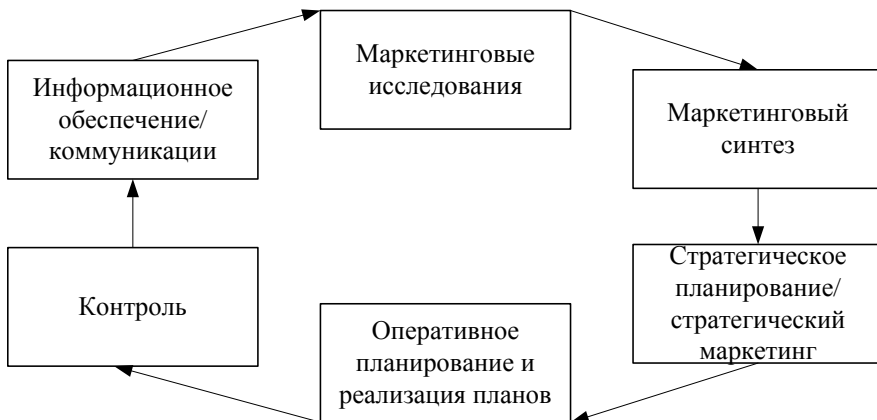 Маркетинговые
исследования
Информационное
обеспечение/
коммуникации
Маркетинговый
синтез
Стратегическое
планирование/
стратегический
маркетинг
Контроль
Оперативное
планирование и
реализация планов